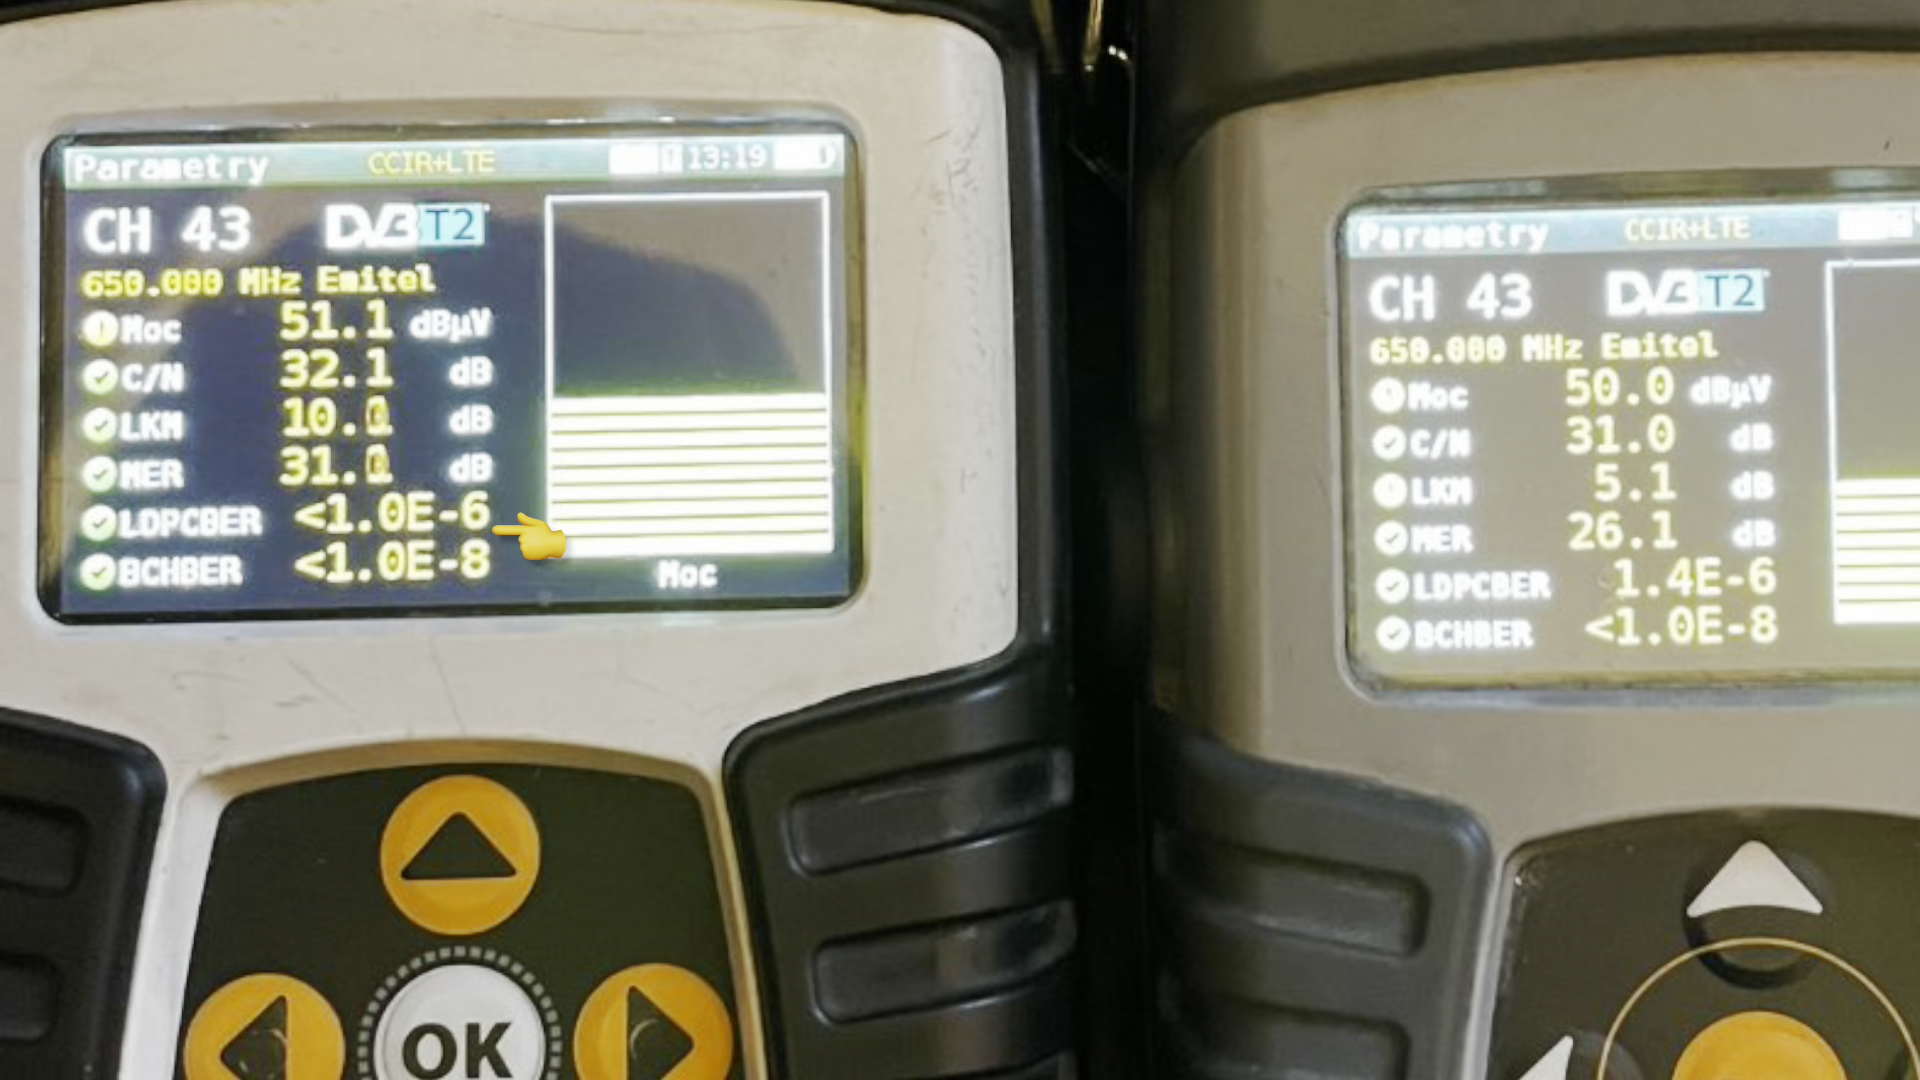 Parametry CCIR+LTE 13:19
CH 43 DVB T2
650.000 MHz Emitel
Moc 51.1 dBµV
C/N 32.1 dB
LKM 10.0 dB
MER 31.0 dB
LDPCBER <1.0E-6
BCHBER <1.0E-8
Moc
OK
Parametry CCIR+LTE
CH 43 DVB T2
650.000 MHz Emitel
Moc 50.0 dBµV
C/N 31.0 dB
LKM 5.1 dB
MER 26.1 dB
LDPCBER 1.4E-6
BCHBER <1.0E-8